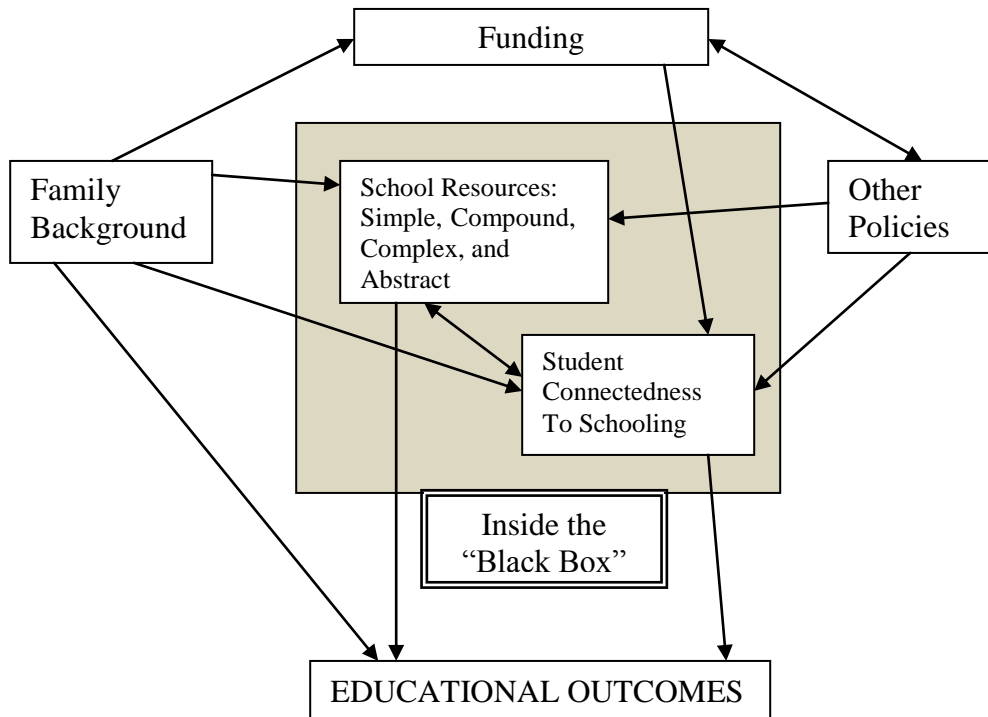 Funding
Family
Background
School Resources:
Simple, Compound,
Complex, and
Abstract
Other
Policies
Student
Connectedness
To Schooling
Inside the
“Black Box”
EDUCATIONAL OUTCOMES